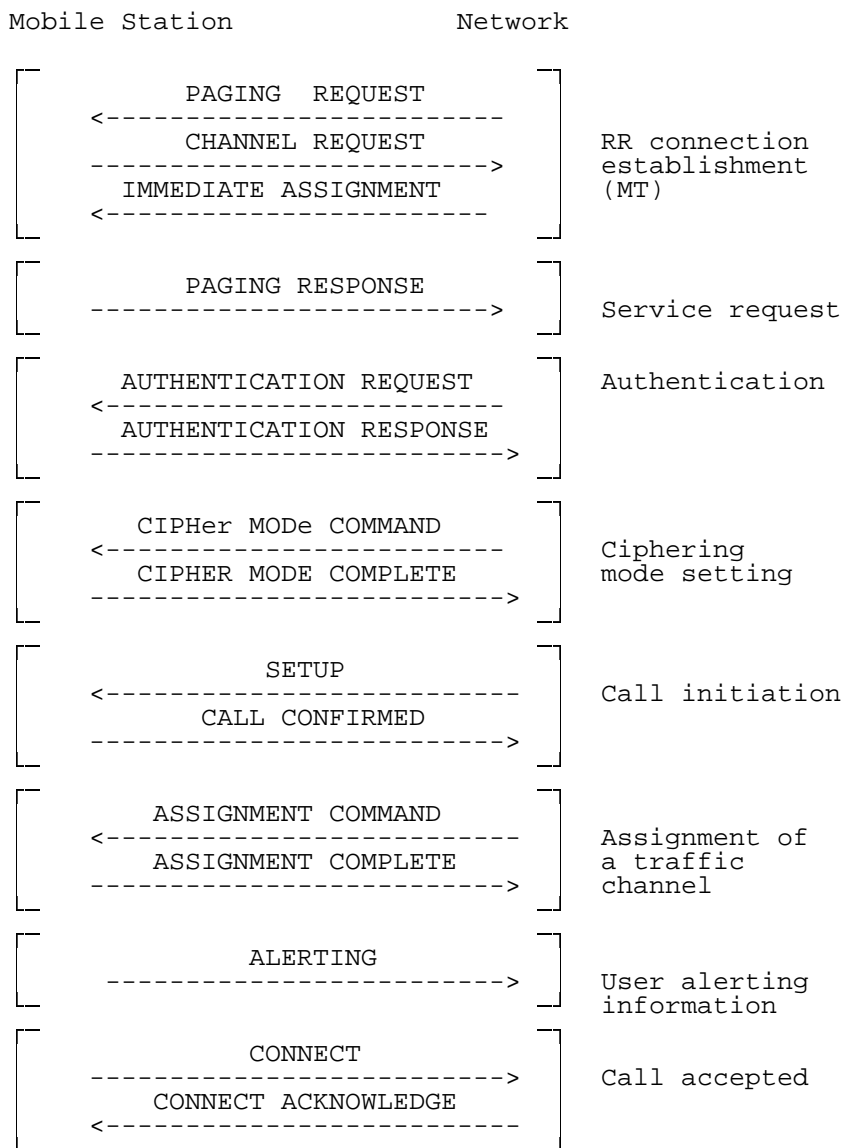 Mobile Station Network
PAGING REQUEST
<-------------------------
CHANNEL REQUEST
------------------------->
RR connection
establishment
(MT)
IMMEDIATE ASSIGNMENT
<------------------------
PAGING RESPONSE
------------------------->
Service request
AUTHENTICATION REQUEST
<-------------------------
Authentication
AUTHENTICATION RESPONSE
-------------------------->
CIPHer MODe COMMAND
<-------------------------
Ciphering
mode setting
CIPHER MODE COMPLETE
-------------------------->
SETUP
<--------------------------
Call initiation
CALL CONFIRMED
-------------------------->
ASSIGNMENT COMMAND
<--------------------------
Assignment of
a traffic
channel
ASSIGNMENT COMPLETE
-------------------------->
ALERTING
------------------------->
User alerting
information
CONNECT
-------------------------->
Call accepted
CONNECT ACKNOWLEDGE
<--------------------------